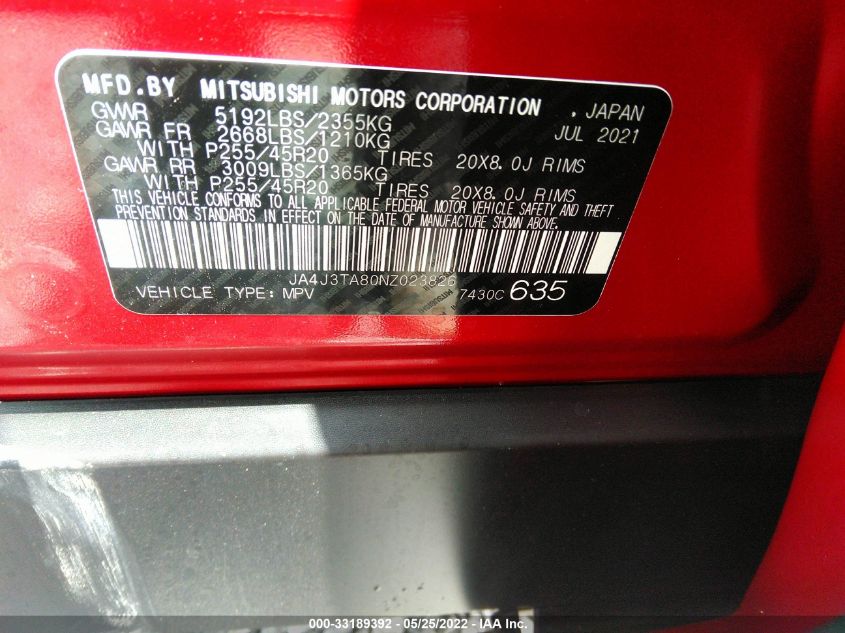 MFD.BY MITSUBISHI MOTORS CORPORATION . JAPAN
GVWR 5192LBS/2355KG JUL 2021
GAWR FR 2668LBS/1210KG
WITH P255/45R20 TIRES 20X8.0J RIMS
GAWR RR 3009LBS/1365KG
WITH P255/45R20 TIRES 20X8.0J RIMS
THIS VEHICLE CONFORMS TO ALL APPLICABLE FEDERAL MOTOR VEHICLE SAFETY AND THEFT
PREVENTION STANDARDS IN EFFECT ON THE DATE OF MANUFACTURE SHOWN ABOVE.
JA4J3TA80NZ023826
VEHICLE TYPE: MPV 7430C 635
000-33189392 - 05/25/2022 - IAA Inc.